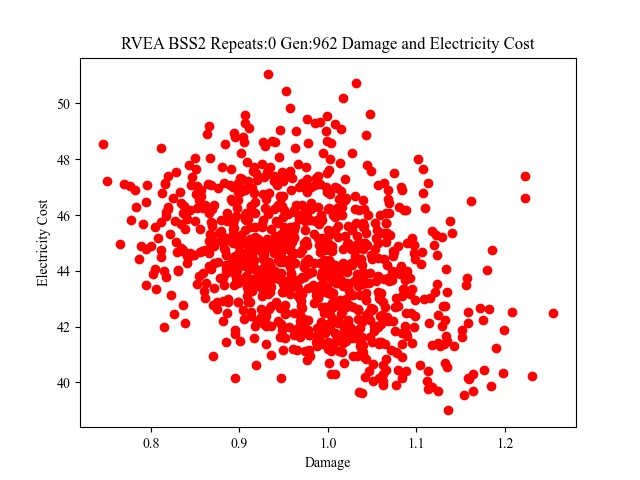 RVEA BSS2 Repeats:0 Gen:962 Damage and Electricity Cost
50
48
46
44
42
40
Electricity Cost
0.8 0.9 1.0 1.1 1.2
Damage